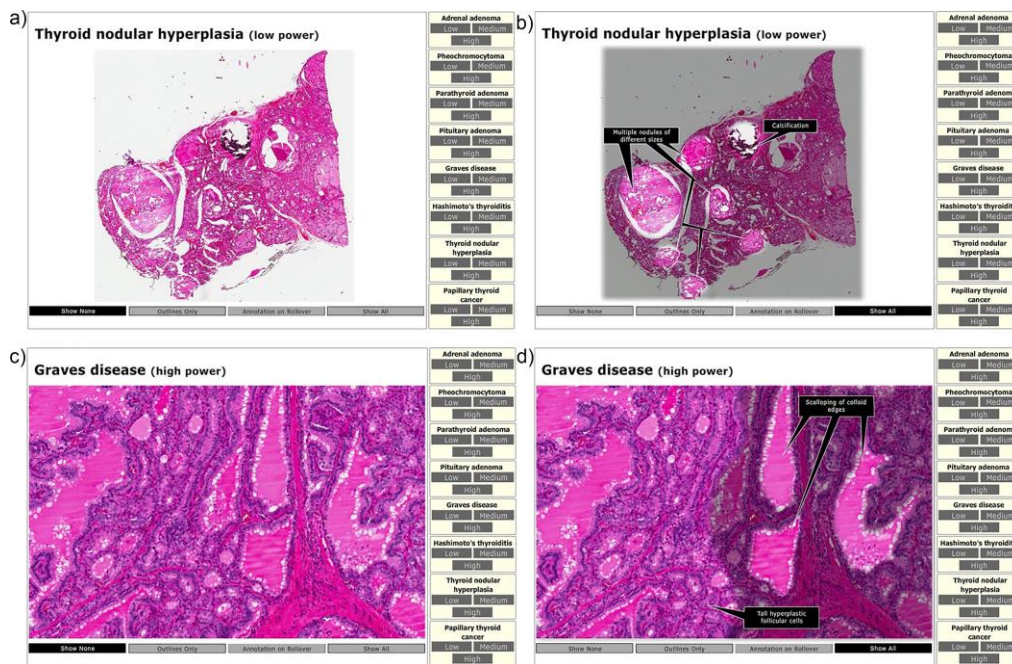 a)
Thyroid nodular hyperplasia (low power)
Adrenal adenoma
Low Medium
High
Pheochromocytoma
Low Medium
High
Parathyroid adenoma
Low Medium
High
Pituitary adenoma
Low Medium
High
Graves disease
Low Medium
High
Hashimoto's thyroiditis
Low Medium
High
Thyroid nodular
hyperplasia
Low Medium
High
Papillary thyroid
cancer
Low Medium
High
Show None Outlines Only Annotation on Rollover Show All
b)
Thyroid nodular hyperplasia (low power)
Multiple nodules of
different sizes
Calcification
Adrenal adenoma
Low Medium
High
Pheochromocytoma
Low Medium
High
Parathyroid adenoma
Low Medium
High
Pituitary adenoma
Low Medium
High
Graves disease
Low Medium
High
Hashimoto's thyroiditis
Low Medium
High
Thyroid nodular
hyperplasia
Low Medium
High
Papillary thyroid
cancer
Low Medium
High
Show None Outlines Only Annotation on Rollover Show All
c)
Graves disease (high power)
Adrenal adenoma
Low Medium
High
Pheochromocytoma
Low Medium
High
Parathyroid adenoma
Low Medium
High
Pituitary adenoma
Low Medium
High
Graves disease
Low Medium
High
Hashimoto's thyroiditis
Low Medium
High
Thyroid nodular
hyperplasia
Low Medium
High
Papillary thyroid
cancer
Low Medium
High
Show None Outlines Only Annotation on Rollover Show All
d)
Graves disease (high power)
Scalloping of colloid
edges
Tall hyperplastic
follicular cells
Adrenal adenoma
Low Medium
High
Pheochromocytoma
Low Medium
High
Parathyroid adenoma
Low Medium
High
Pituitary adenoma
Low Medium
High
Graves disease
Low Medium
High
Hashimoto's thyroiditis
Low Medium
High
Thyroid nodular
hyperplasia
Low Medium
High
Papillary thyroid
cancer
Low Medium
High
Show None Outlines Only Annotation on Rollover Show All